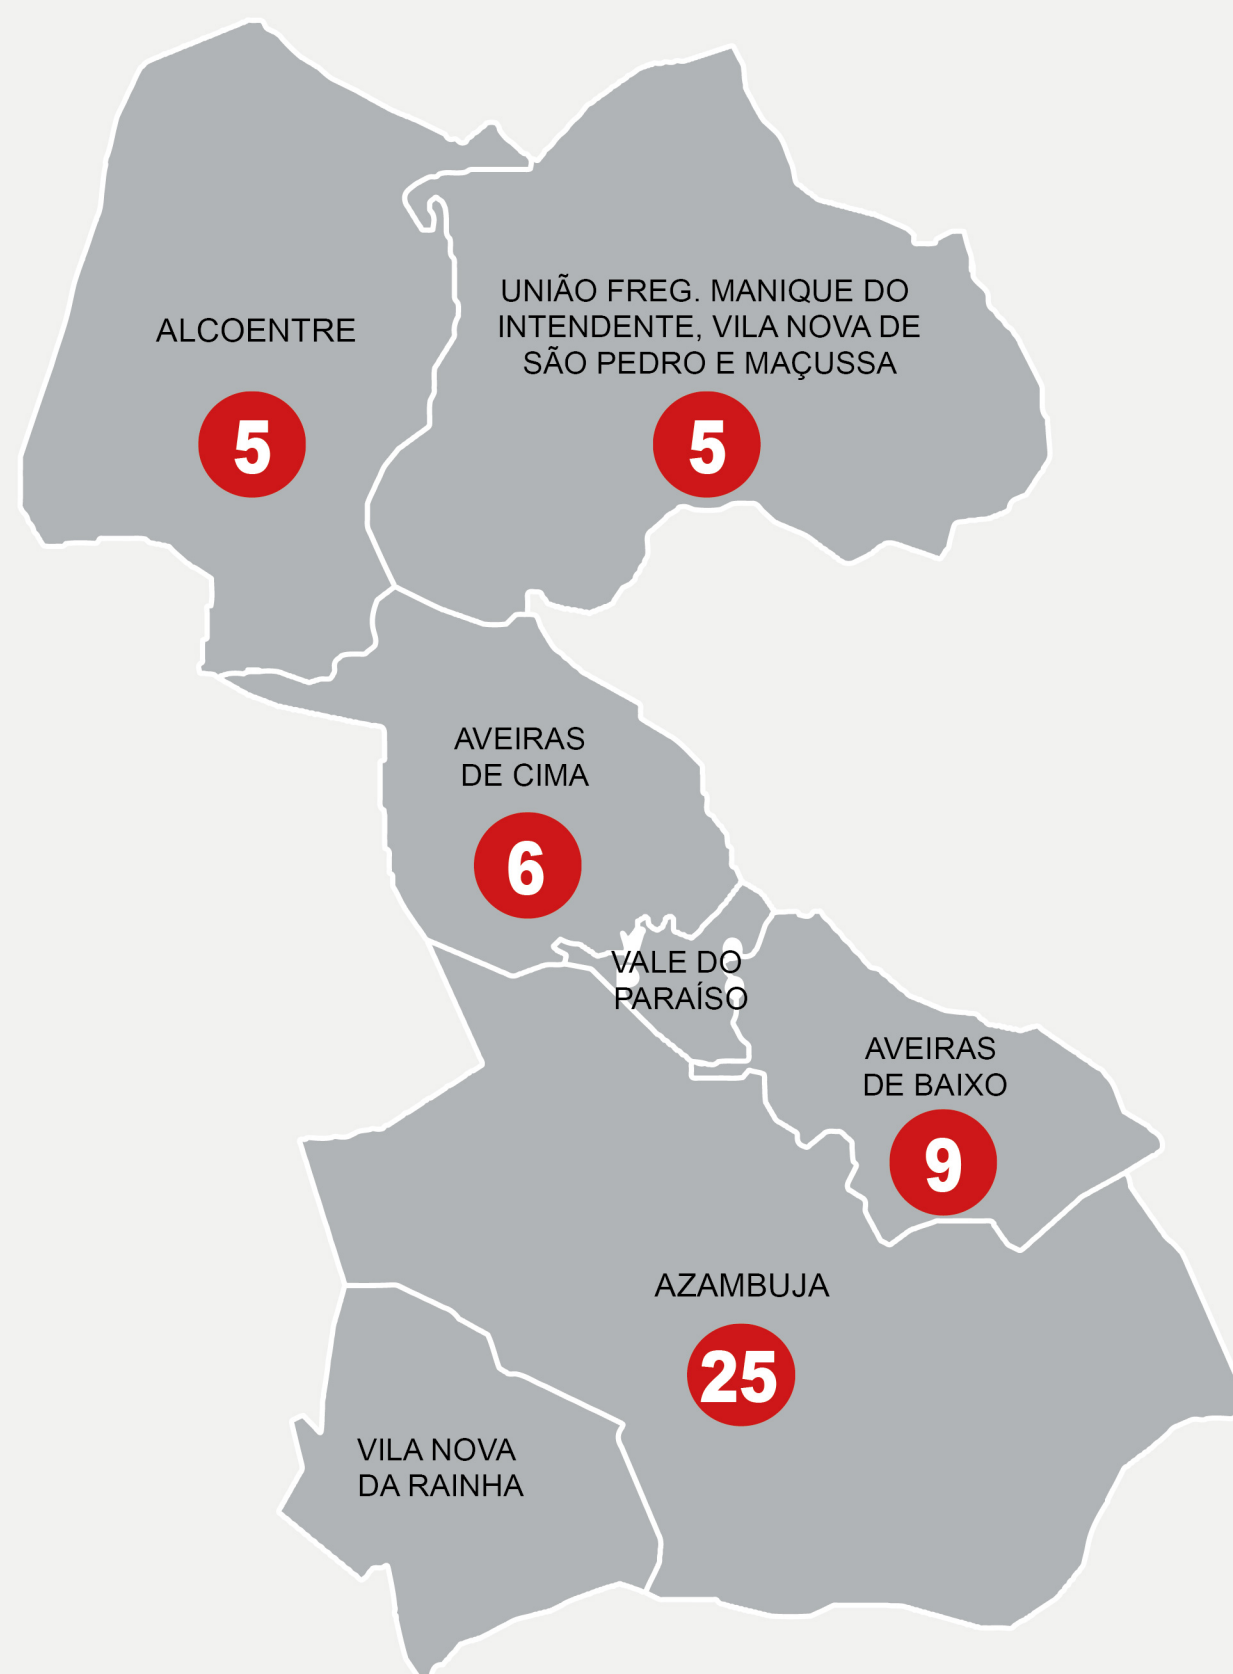 ALCOENTRE
5
UNIÃO FREG. MANIQUE DO
INTENDENTE, VILA NOVA DE
SÃO PEDRO E MAÇUSSA
5
AVEIRAS
DE CIMA
6
VALE DO
PARAÍSO
AVEIRAS
DE BAIXO
9
AZAMBUJA
25
VILA NOVA
DA RAINHA